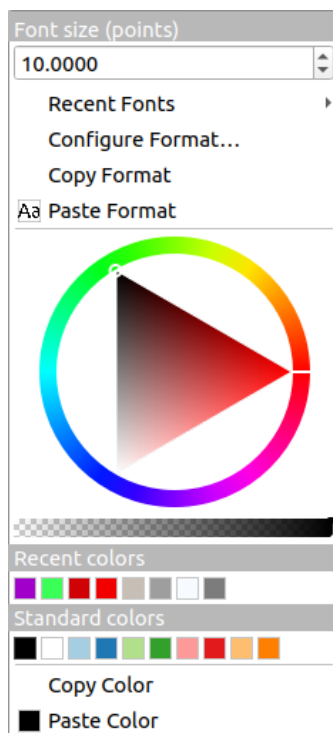 Font size (points)
10.0000
Recent Fonts
Configure Format...
Copy Format
Aa Paste Format
Recent colors
Standard colors
Copy Color
Paste Color